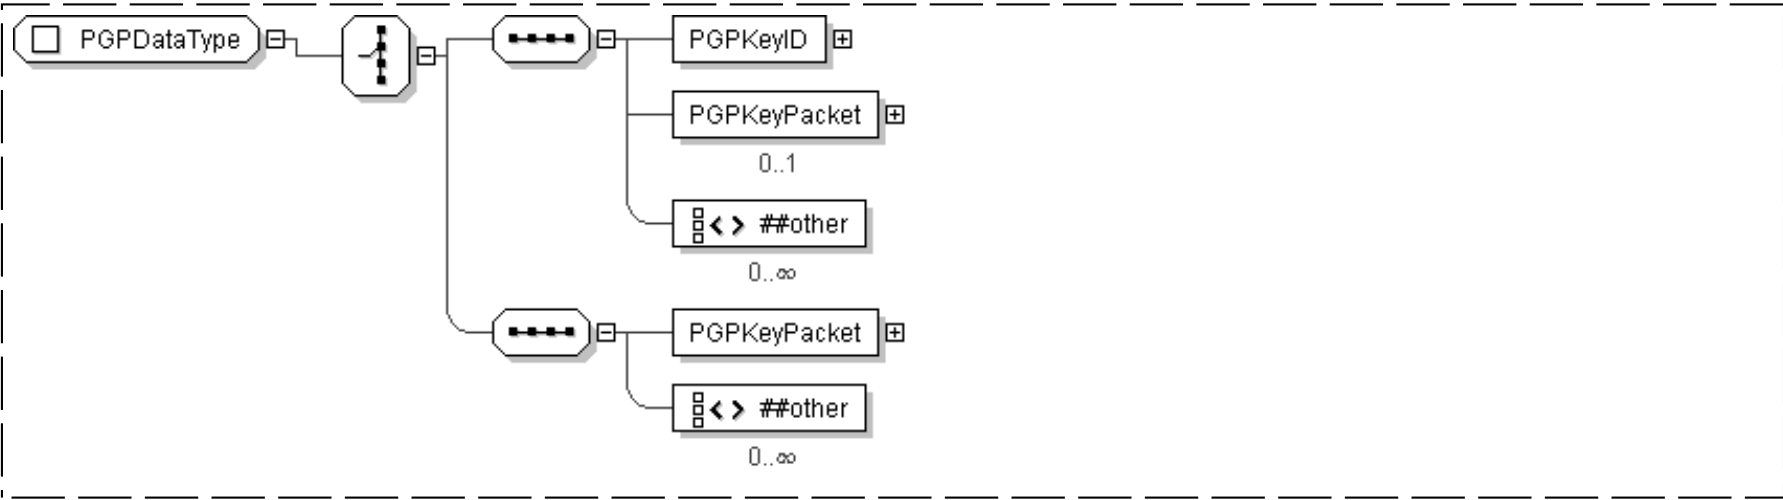 PGPDataType
PGPKeyID
PGPKeyPacket
0..1
##other
0..∞
PGPKeyPacket
##other
0..∞